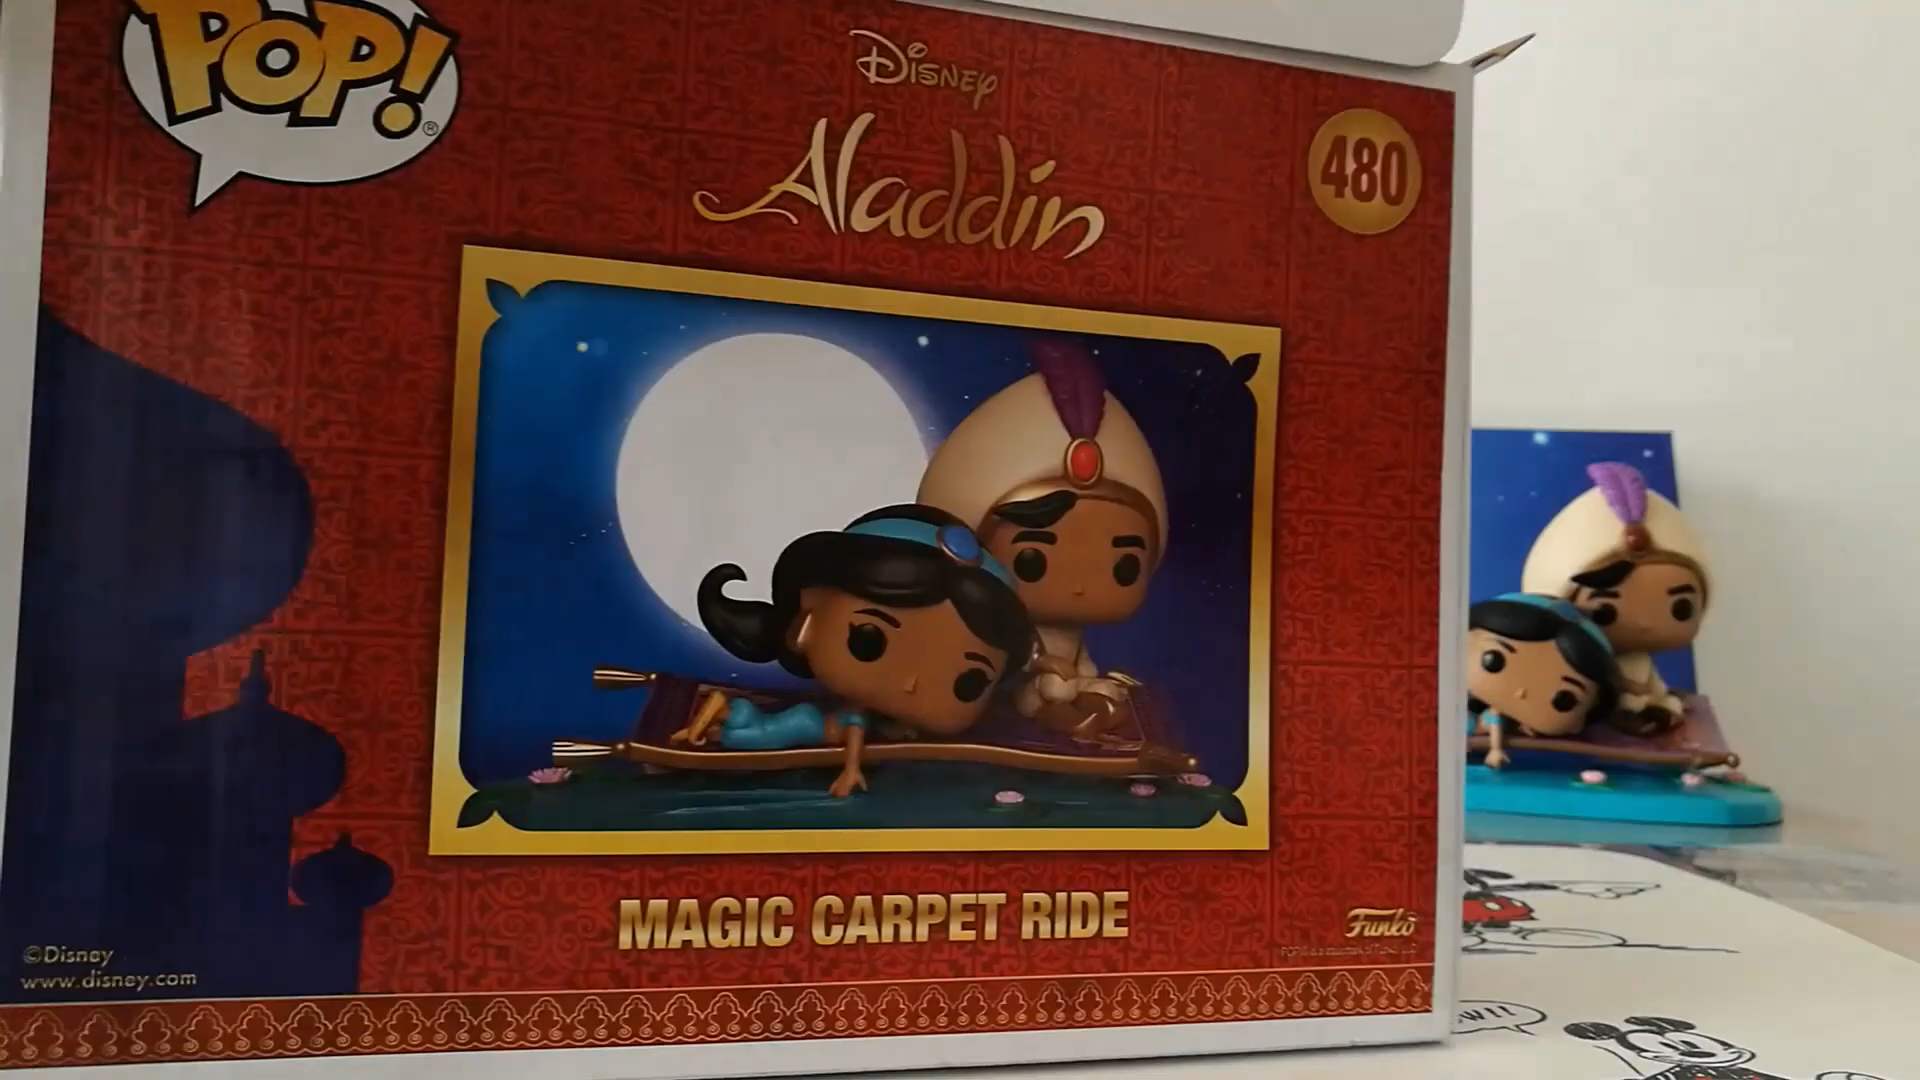 POP!
®
DISNEY
Aladdin
480
MAGIC CARPET RIDE
©Disney
www.disney.com
Funko